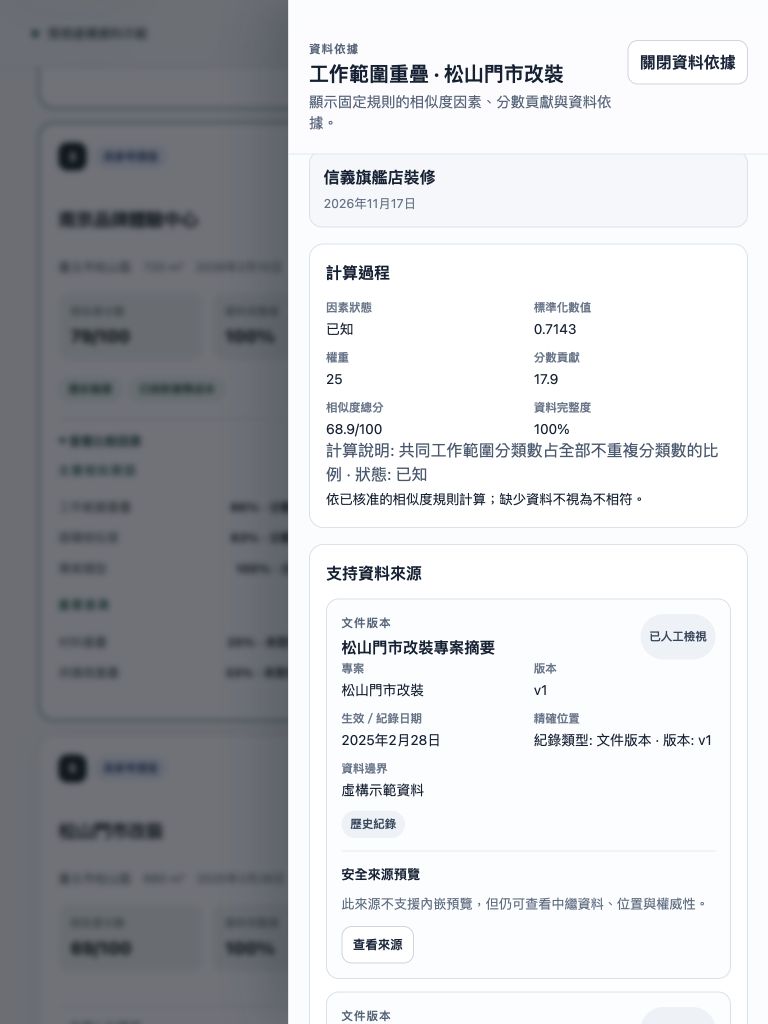 資料依據
工作範圍重疊 · 松山門市改裝
關閉資料依據
顯示固定規則的相似度因素、分數貢獻與資料依
據。
信義旗艦店裝修
2026年11月17日
計算過程
因素狀態
標準化數值
已知
0.7143
權重
分數貢獻
25
17.9
相似度總分
資料完整度
68.9/100
100%
計算說明: 共同工作範圍分類數占全部不重複分類數的比
例 · 狀態: 已知
依已核准的相似度規則計算；缺少資料不視為不相符。
支持資料來源
文件版本
已人工檢視
松山門市改裝專案摘要
專案
版本
松山門市改裝
v1
生效 / 紀錄日期
精確位置
2025年2月28日
紀錄類型: 文件版本 · 版本: v1
資料邊界
虛構示範資料
歷史紀錄
安全來源預覽
此來源不支援內嵌預覽，但仍可查看中繼資料、位置與權威性。
查看來源
文件版本
79/100
100%
松山門市改裝
69/100
100%